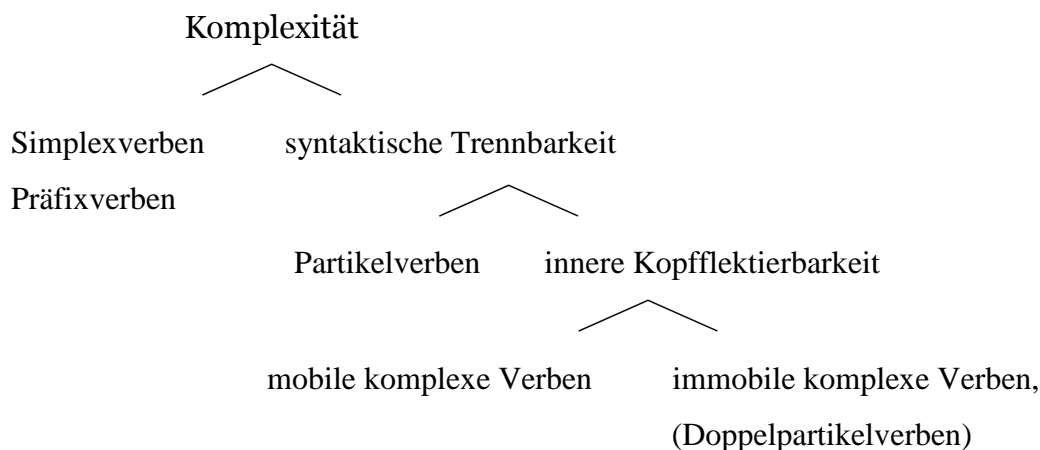 Komplexität
Simplexverben syntaktische Trennbarkeit
Präfixverben
Partikelverben innere Kopfflektierbarkeit
mobile komplexe Verben immobile komplexe Verben,
(Doppelpartikelverben)